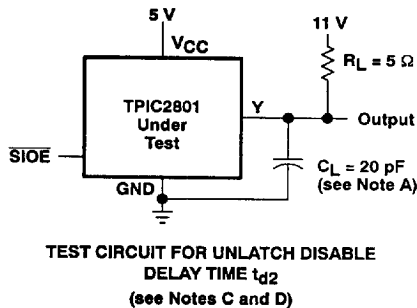 5 V
11 V
VCC
RL = 5 Ω
TPIC2801
Under
Test
Y
Output
SIOE
CL = 20 pF
(see Note A)
GND
TEST CIRCUIT FOR UNLATCH DISABLE
DELAY TIME td2
(see Notes C and D)